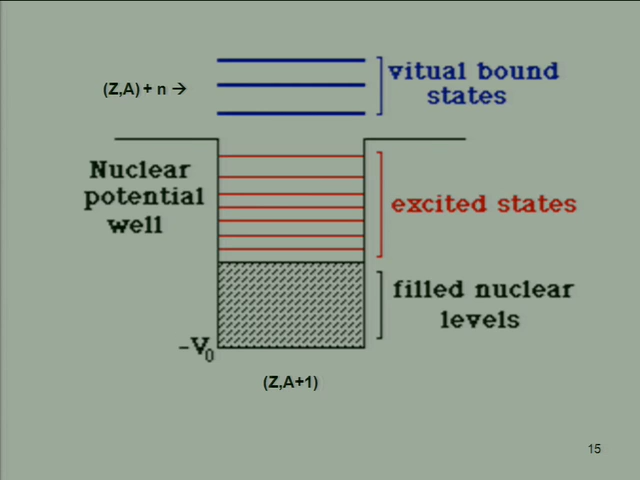 vitual bound
states
(Z,A) + n →
Nuclear
potential
well
excited states
filled nuclear
levels
-V₀
(Z,A+1)
15